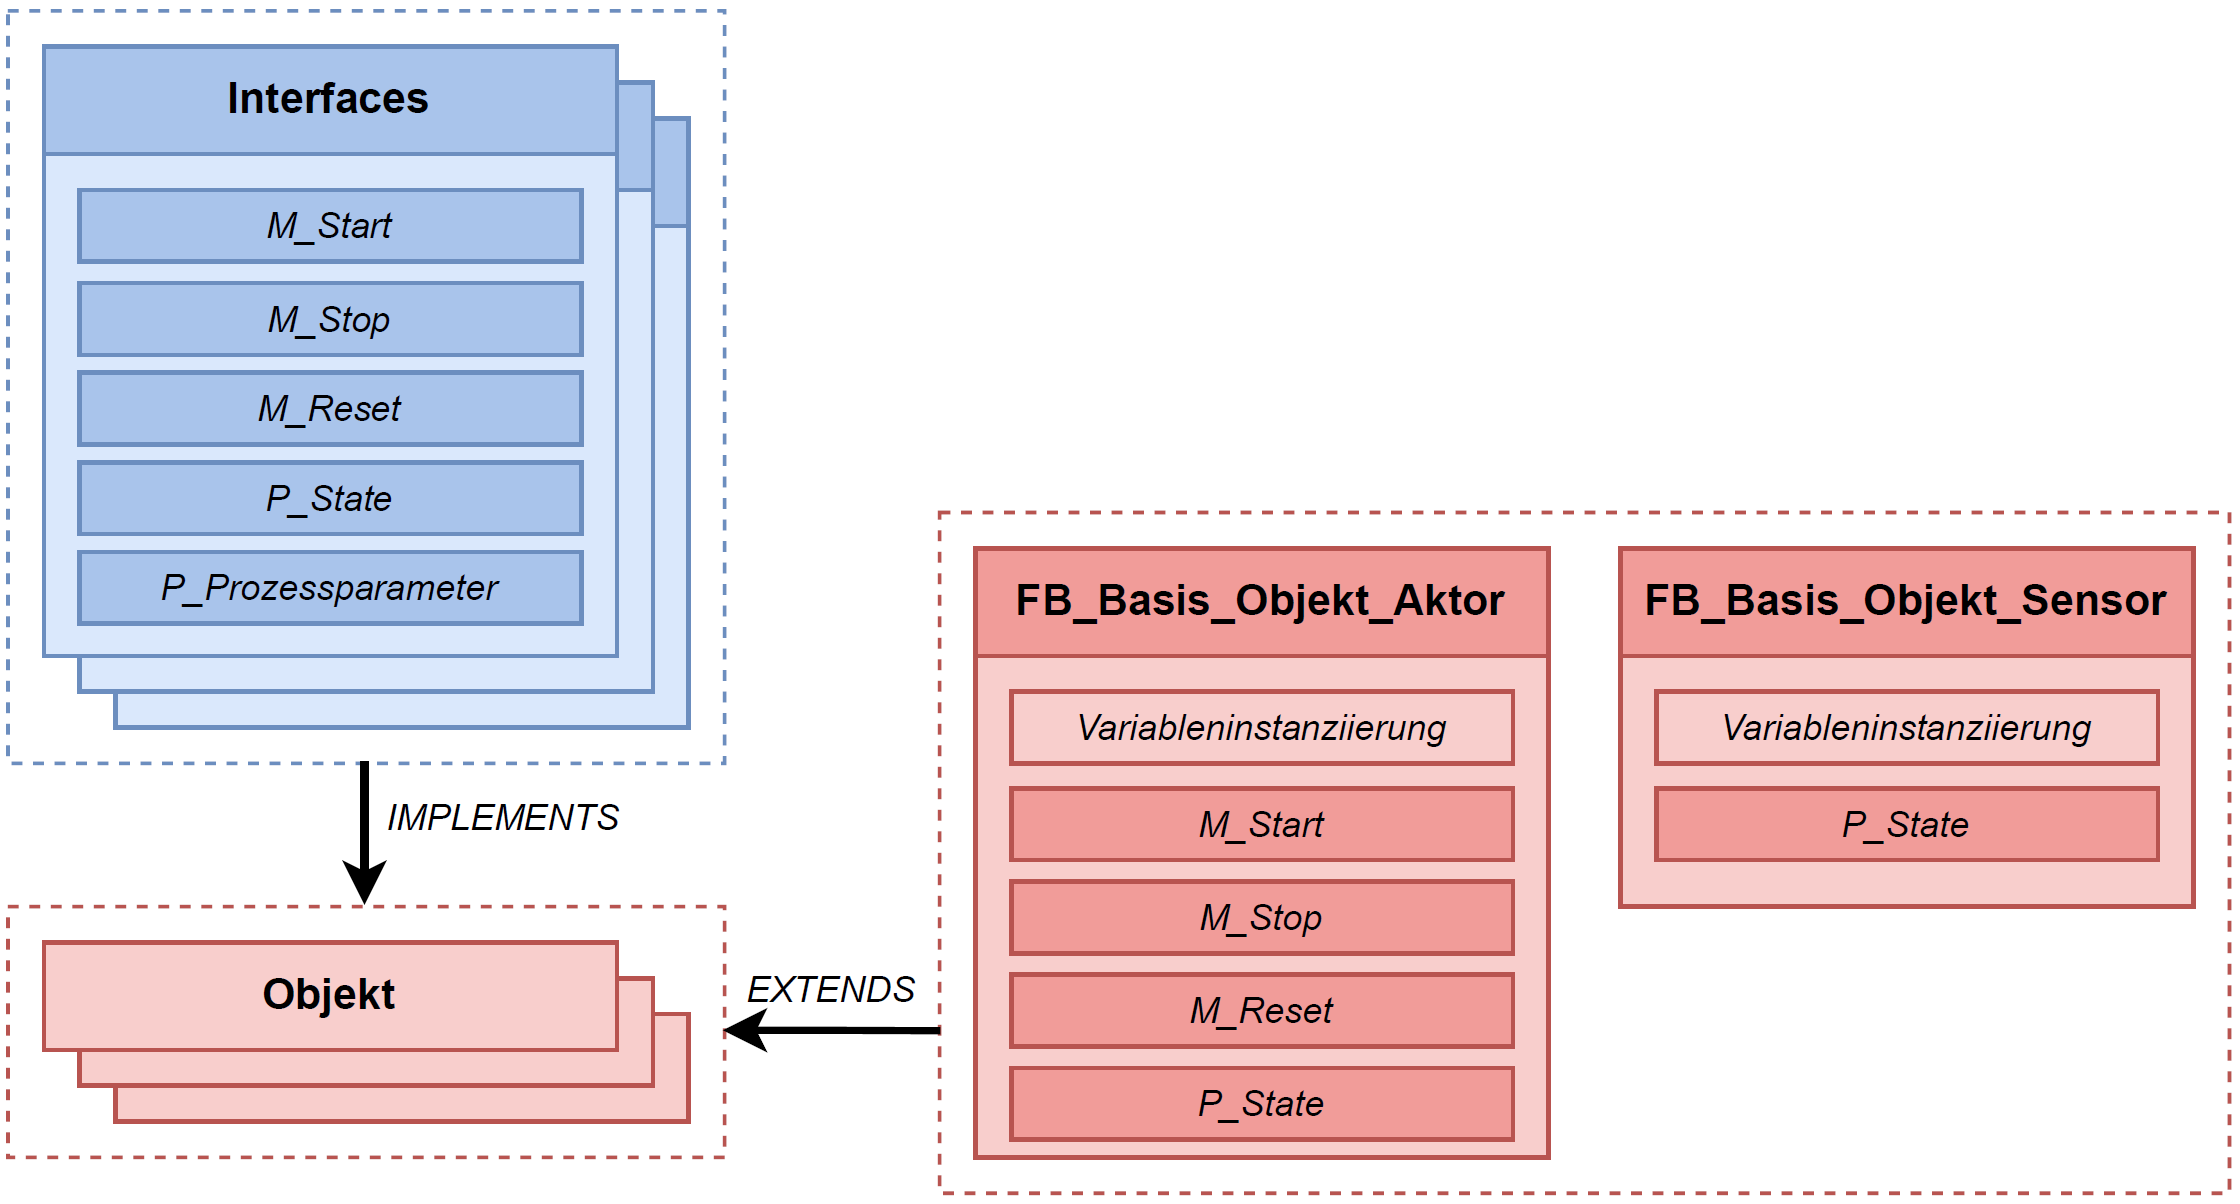 Interfaces
M_Start
M_Stop
M_Reset
P_State
P_Prozessparameter
IMPLEMENTS
Objekt
EXTENDS
FB_Basis_Objekt_Aktor
Variableninstanziierung
M_Start
M_Stop
M_Reset
P_State
FB_Basis_Objekt_Sensor
Variableninstanziierung
P_State